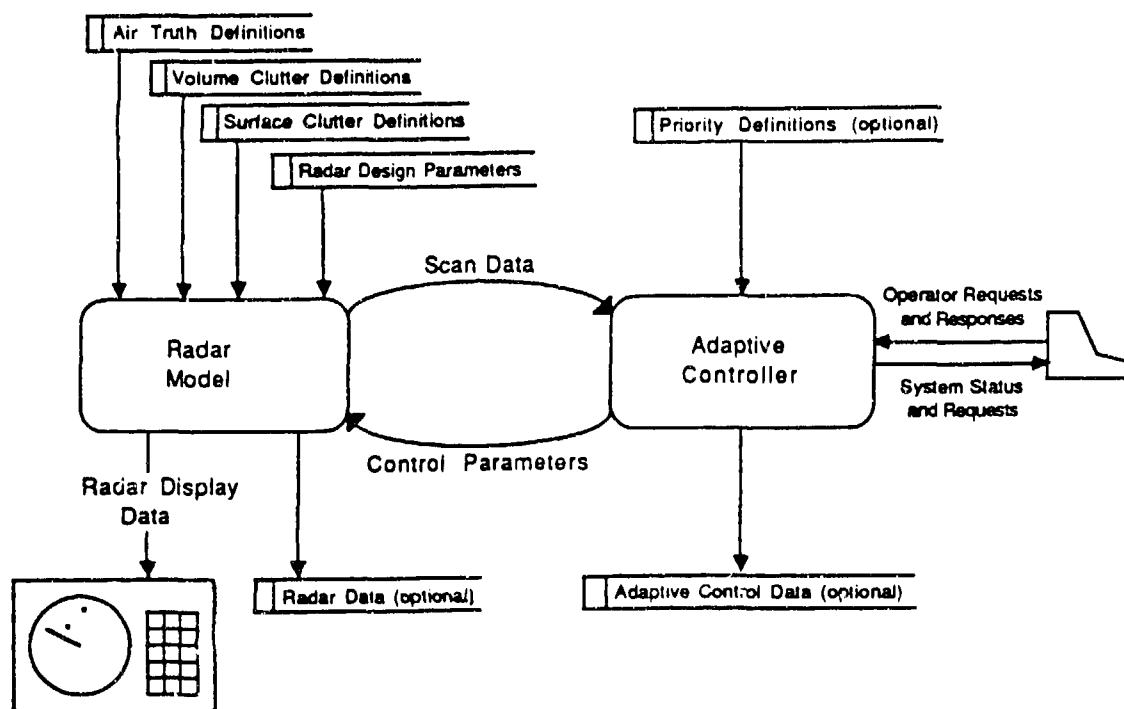 Air Truth Definitions
Volume Clutter Definitions
Surface Clutter Definitions
Radar Design Parameters
Priority Definitions (optional)
Scan Data
Radar
Model
Adaptive
Controller
Operator Requests
and Responses
System Status
and Requests
Control Parameters
Radar Display
Data
Radar Data (optional)
Adaptive Control Data (optional)